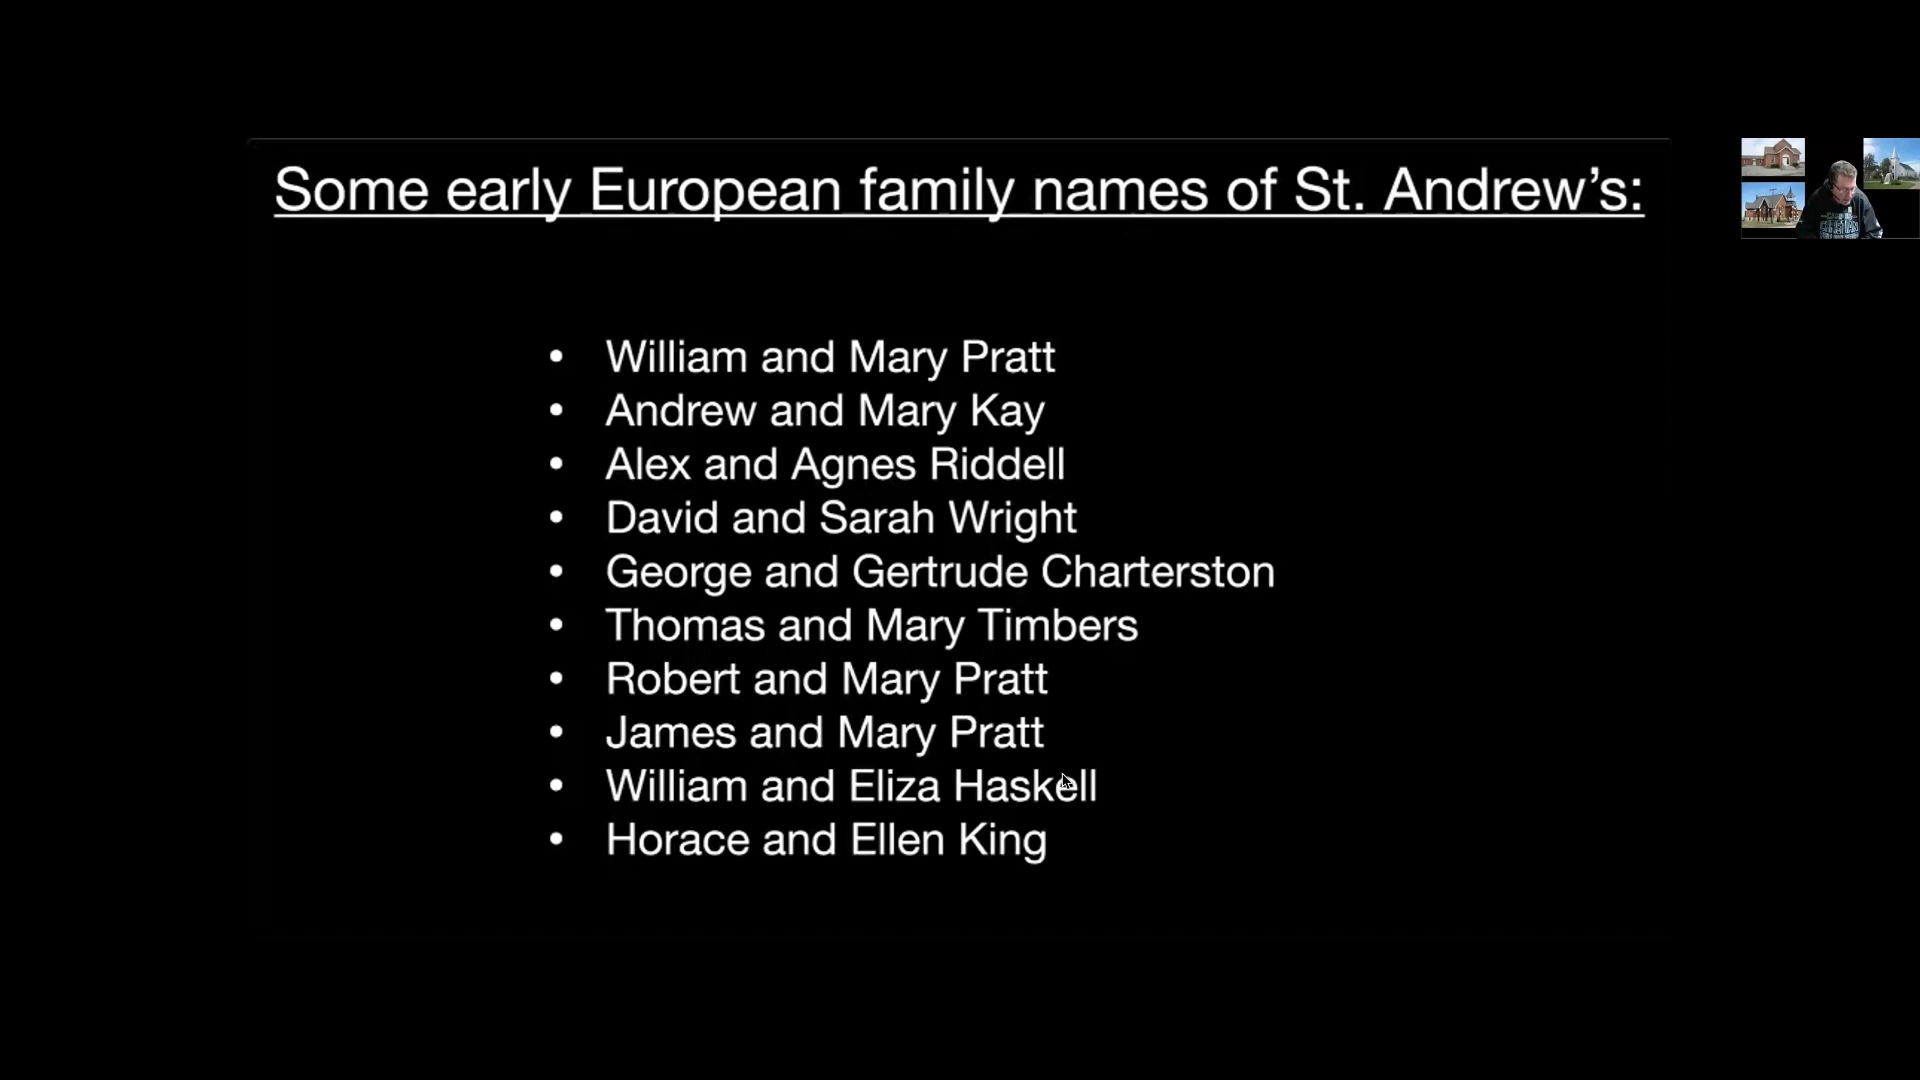 Some early European family names of St. Andrew's:
• William and Mary Pratt
• Andrew and Mary Kay
• Alex and Agnes Riddell
• David and Sarah Wright
• George and Gertrude Charterston
• Thomas and Mary Timbers
• Robert and Mary Pratt
• James and Mary Pratt
• William and Eliza Haskell
• Horace and Ellen King
CHRISTIAN